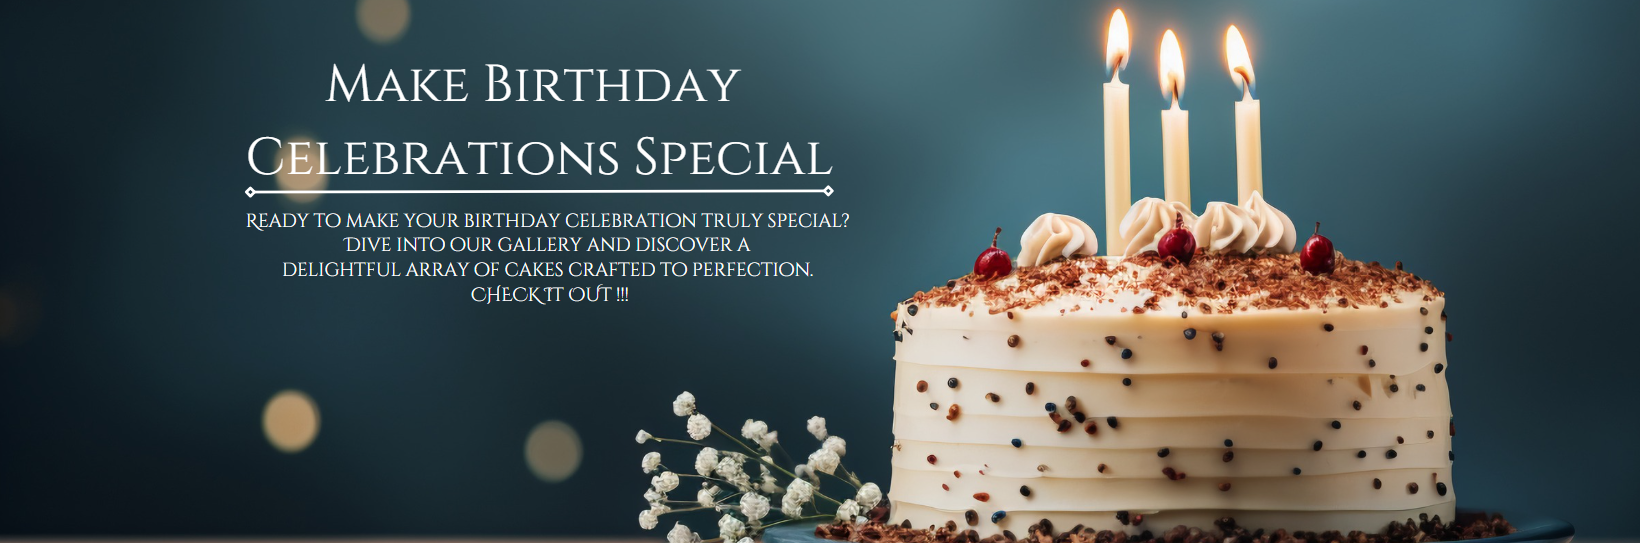 Make Birthday
Celebrations Special
Ready to make your birthday celebration truly special?
Dive into our gallery and discover a
delightful array of cakes crafted to perfection.
CHECK IT OUT !!!